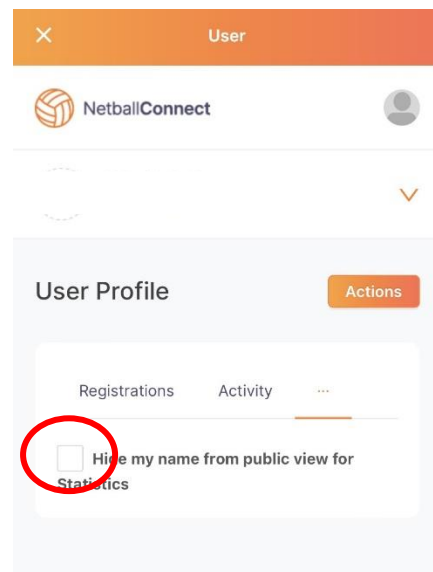 User
NetballConnect
User Profile
Actions
Registrations Activity ...
Hide my name from public view for
Statistics